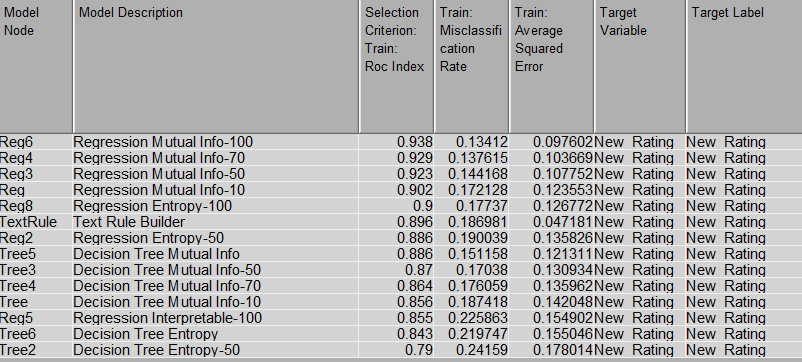 Model Node Model Description Selection Criterion: Train: Roc Index Train: Misclassifi cation Rate Train: Average Squared Error Target Variable Target Label
Reg6 Regression Mutual Info-100 0.938 0.13412 0.097602 New Rating New Rating
Reg4 Regression Mutual Info-70 0.929 0.137615 0.103669 New Rating New Rating
Reg3 Regression Mutual Info-50 0.923 0.144168 0.107752 New Rating New Rating
Reg Regression Mutual Info-10 0.902 0.172128 0.123553 New Rating New Rating
Reg8 Regression Entropy-100 0.9 0.17737 0.126772 New Rating New Rating
TextRule Text Rule Builder 0.896 0.186981 0.047181 New Rating New Rating
Reg2 Regression Entropy-50 0.886 0.190039 0.135826 New Rating New Rating
Tree5 Decision Tree Mutual Info 0.886 0.151158 0.121311 New Rating New Rating
Tree3 Decision Tree Mutual Info-50 0.87 0.17038 0.130934 New Rating New Rating
Tree4 Decision Tree Mutual Info-70 0.864 0.176059 0.135962 New Rating New Rating
Tree Decision Tree Mutual Info-10 0.856 0.187418 0.142048 New Rating New Rating
Reg5 Regression Interpretable-100 0.855 0.225863 0.154902 New Rating New Rating
Tree6 Decision Tree Entropy 0.843 0.219747 0.155046 New Rating New Rating
Tree2 Decision Tree Entropy-50 0.79 0.24159 0.178014 New Rating New Rating